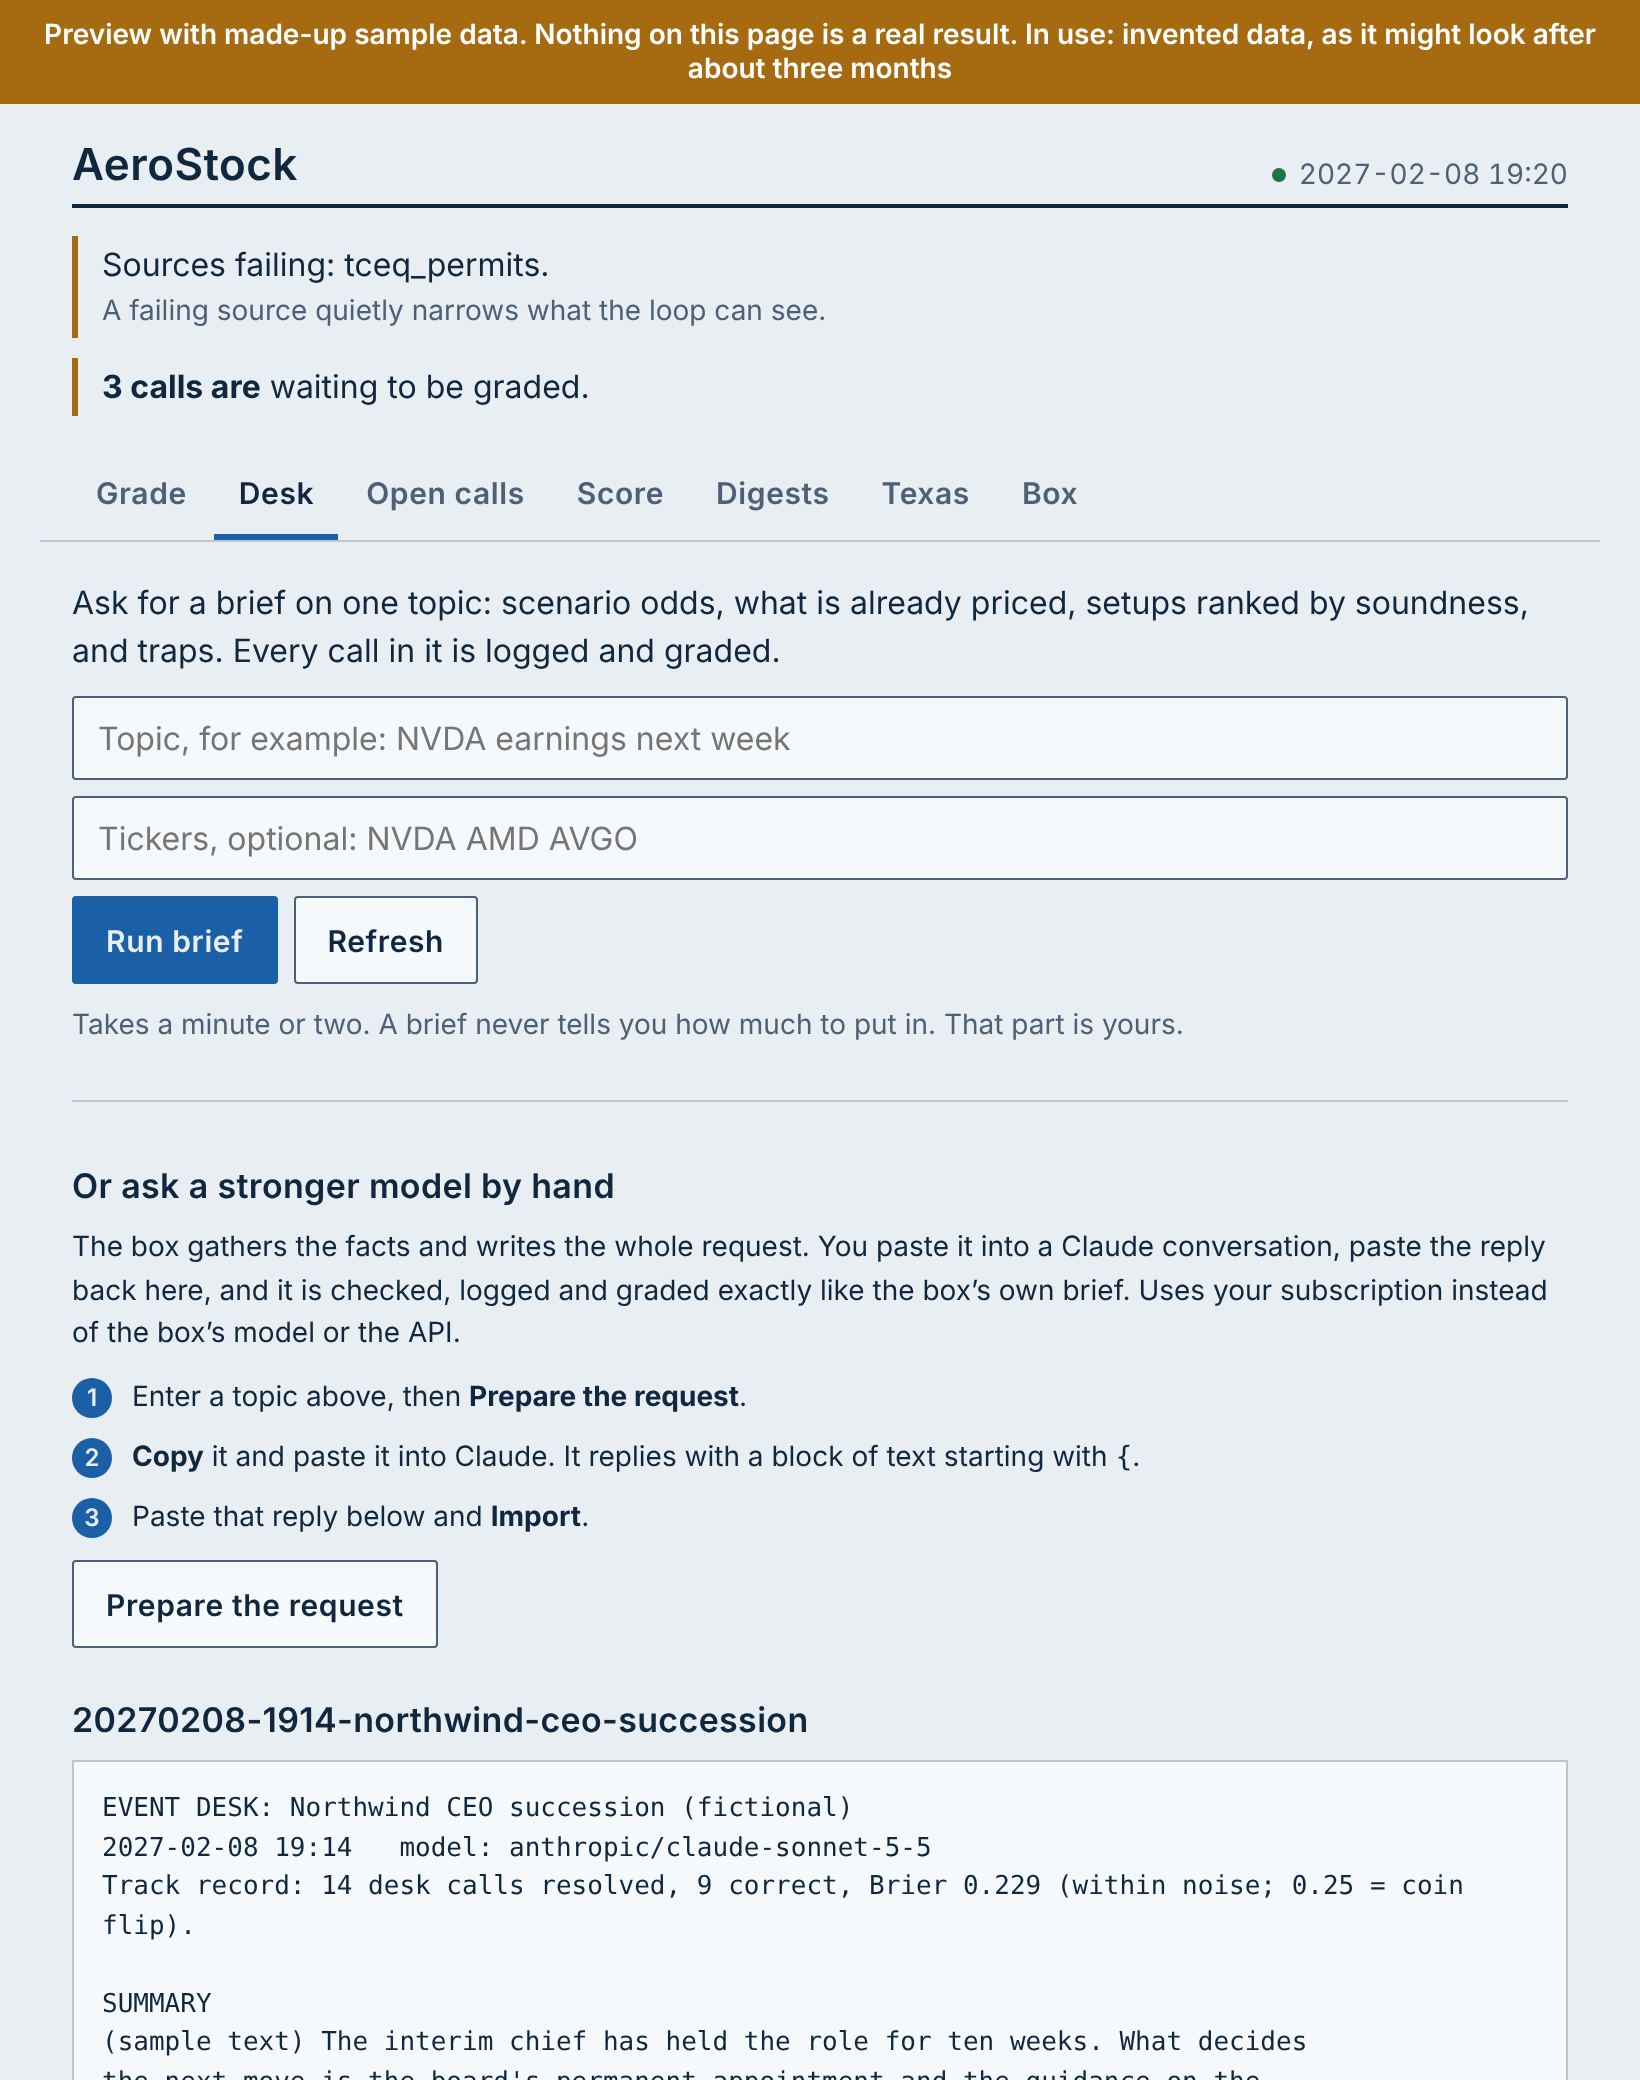 Preview with made-up sample data. Nothing on this page is a real result. In use: invented data, as it might look after
about three months
AeroStock
2027-02-08 19:20
Sources failing: tceq_permits.
A failing source quietly narrows what the loop can see.
3 calls are waiting to be graded.
Grade Desk Open calls Score Digests Texas Box
Ask for a brief on one topic: scenario odds, what is already priced, setups ranked by soundness,
and traps. Every call in it is logged and graded.
Topic, for example: NVDA earnings next week
Tickers, optional: NVDA AMD AVGO
Run brief Refresh
Takes a minute or two. A brief never tells you how much to put in. That part is yours.
Or ask a stronger model by hand
The box gathers the facts and writes the whole request. You paste it into a Claude conversation, paste the reply
back here, and it is checked, logged and graded exactly like the box’s own brief. Uses your subscription instead
of the box’s model or the API.
1 Enter a topic above, then Prepare the request.
2 Copy it and paste it into Claude. It replies with a block of text starting with {.
3 Paste that reply below and Import.
Prepare the request
20270208-1914-northwind-ceo-succession
EVENT DESK: Northwind CEO succession (fictional)
2027-02-08 19:14 model: anthropic/claude-sonnet-5-5
Track record: 14 desk calls resolved, 9 correct, Brier 0.229 (within noise; 0.25 = coin
flip).
SUMMARY
(sample text) The interim chief has held the role for ten weeks. What decides
the next move is the board's permanent appointment and the guidance on the